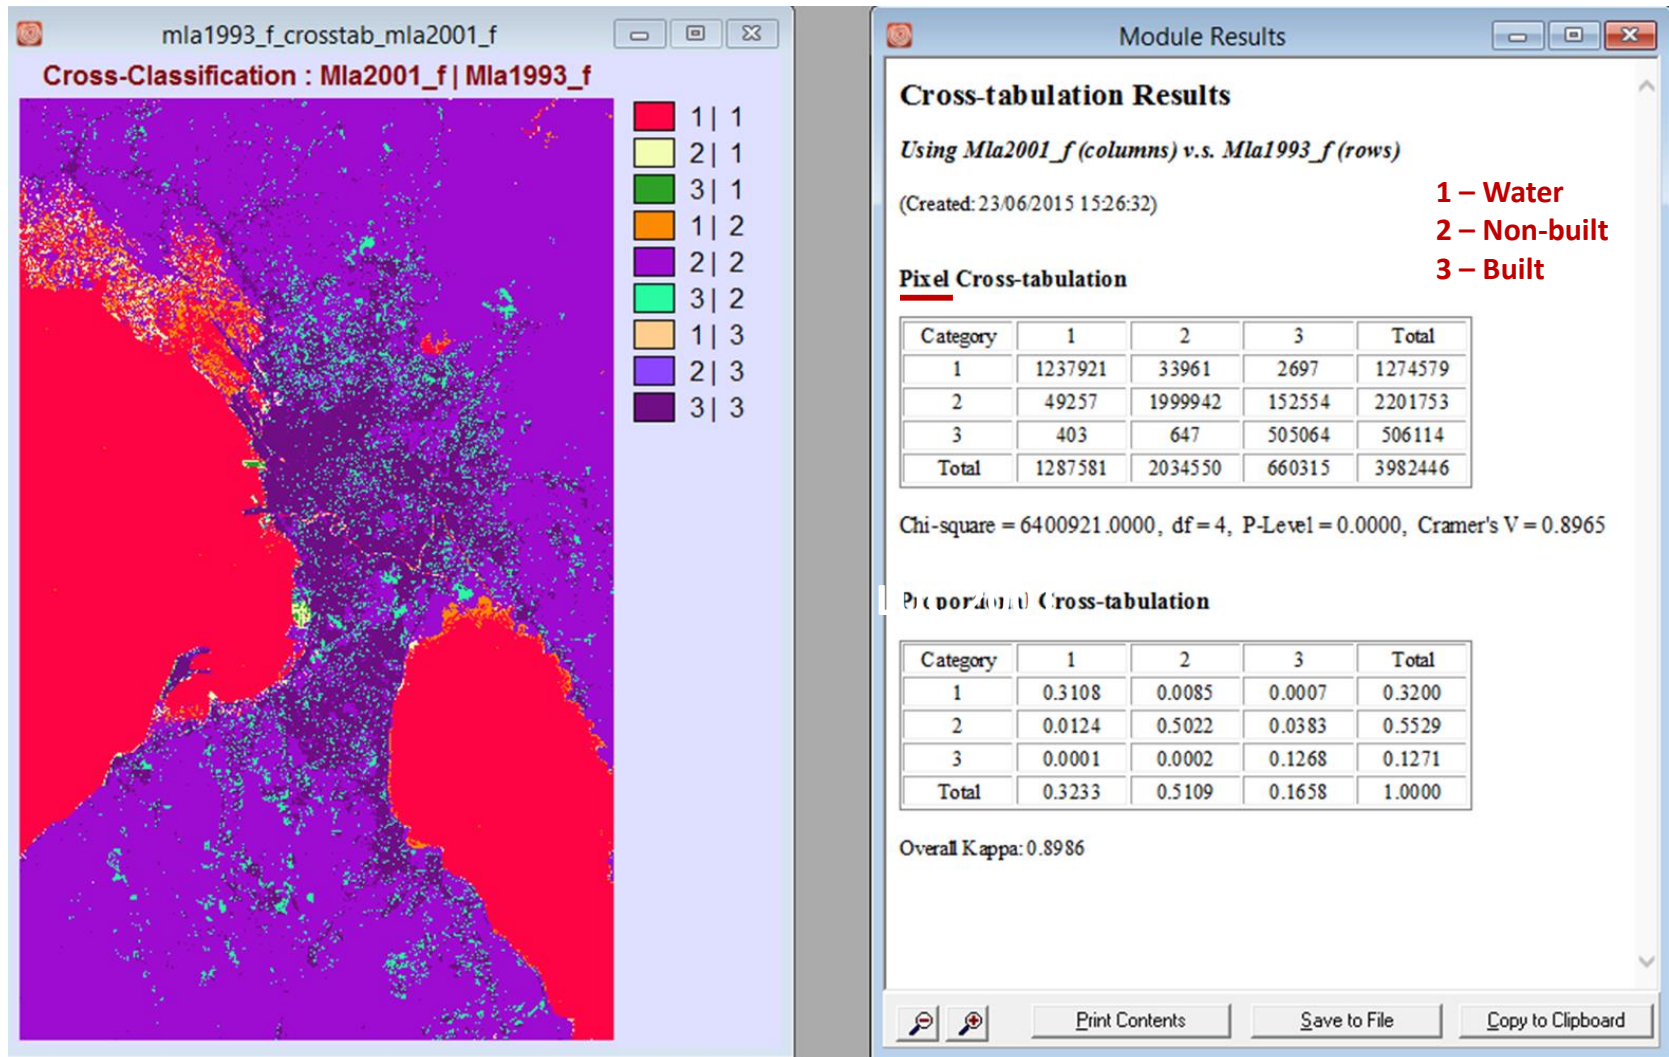 mla1993_f_crosstab_mla2001_f
Cross-Classification : Mla2001_f | Mla1993_f
1 | 1
2 | 1
3 | 1
1 | 2
2 | 2
3 | 2
1 | 3
2 | 3
3 | 3
Module Results
Cross-tabulation Results
Using Mla2001_f (columns) v.s. Mla1993_f (rows)
(Created: 23/06/2015 15:26:32)
1 – Water
2 – Non-built
3 – Built
Pixel Cross-tabulation
Category 1 2 3 Total
1 1237921 33961 2697 1274579
2 49257 1999942 152554 2201753
3 403 647 505064 506114
Total 1287581 2034550 660315 3982446
Chi-square = 6400921.0000, df = 4, P-Level = 0.0000, Cramer's V = 0.8965
Cross-tabulation
Category 1 2 3 Total
1 0.3108 0.0085 0.0007 0.3200
2 0.0124 0.5022 0.0383 0.5529
3 0.0001 0.0002 0.1268 0.1271
Total 0.3233 0.5109 0.1658 1.0000
Overall Kappa: 0.8986
Print Contents
Save to File
Copy to Clipboard